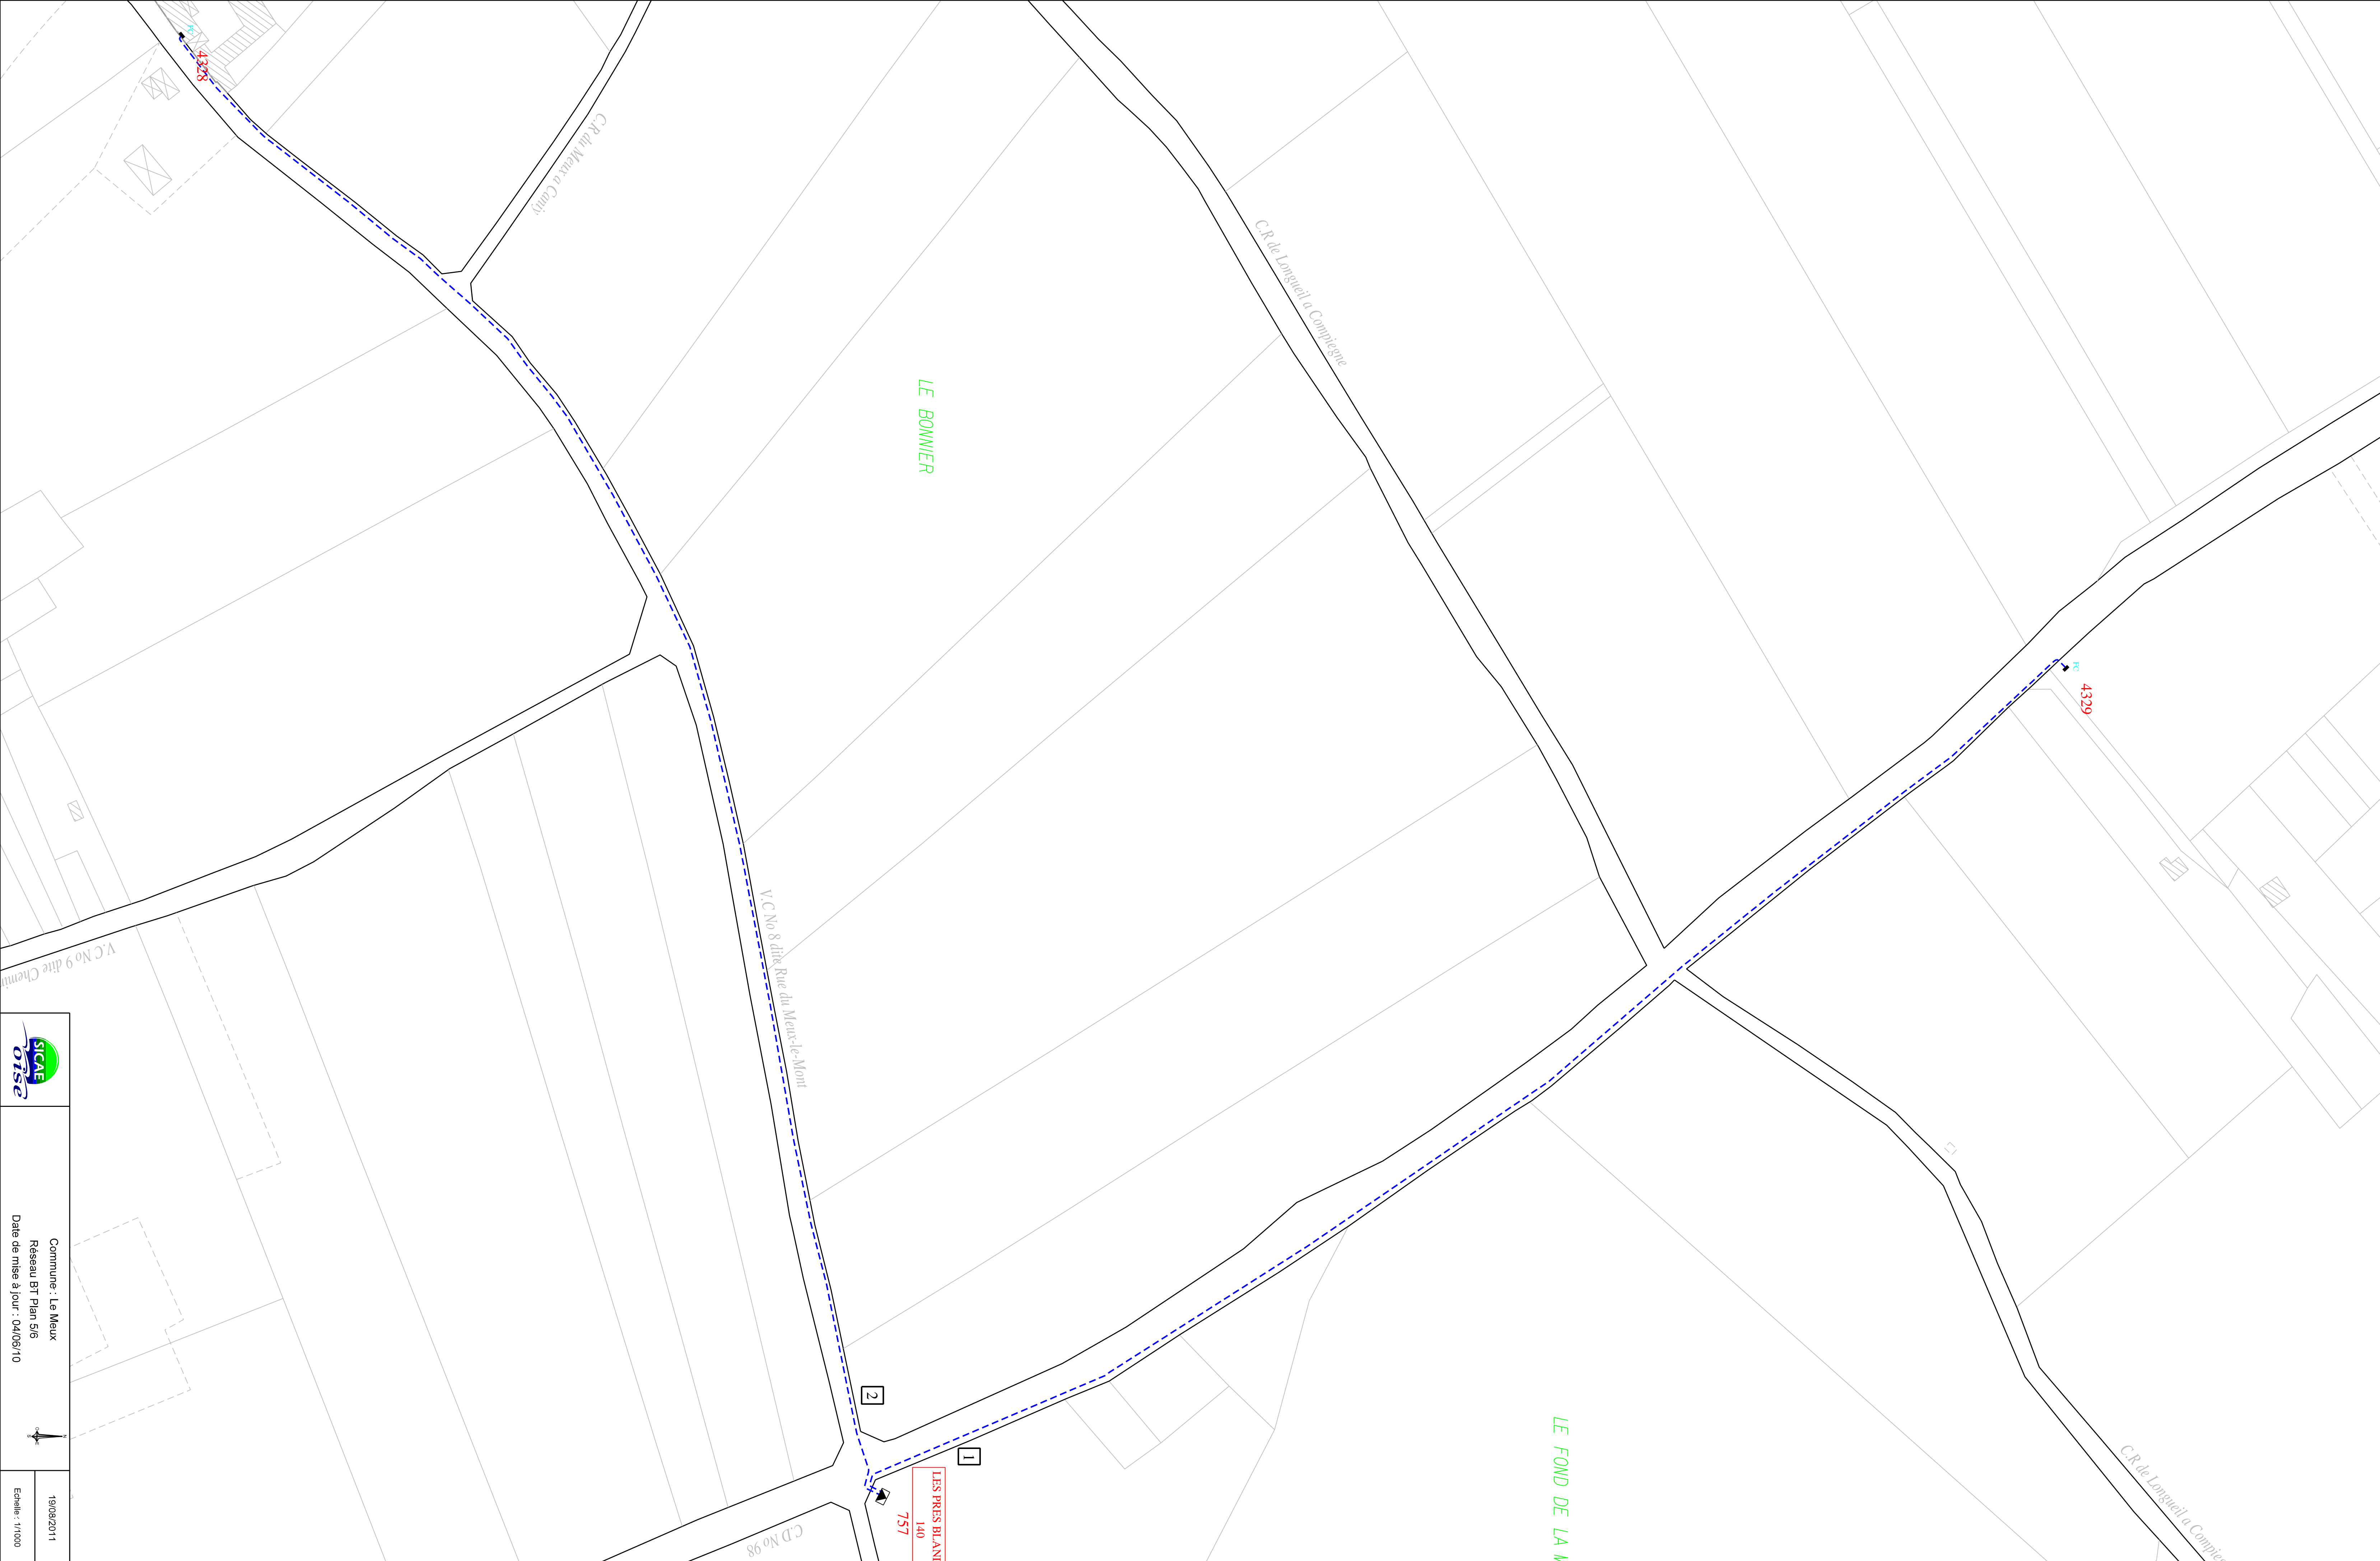 PC
4328
C.R du Meux a Canly
C.R de Longueil a Compiegne
LE BONNIER
PC
4329
V.C No 8 dite Rue du Meux-le-Mont
V.C No 9 dite Chemin
2
1
LES PRES BLAND
140
757
C.D No 98
LE FOND DE LA M
C.R de Longueil a Compieg
SICAE
oise
Commune : Le Meux
Réseau BT Plan 5/6
Date de mise à jour : 04/06/10
N
19/08/2011
Echelle : 1/1000